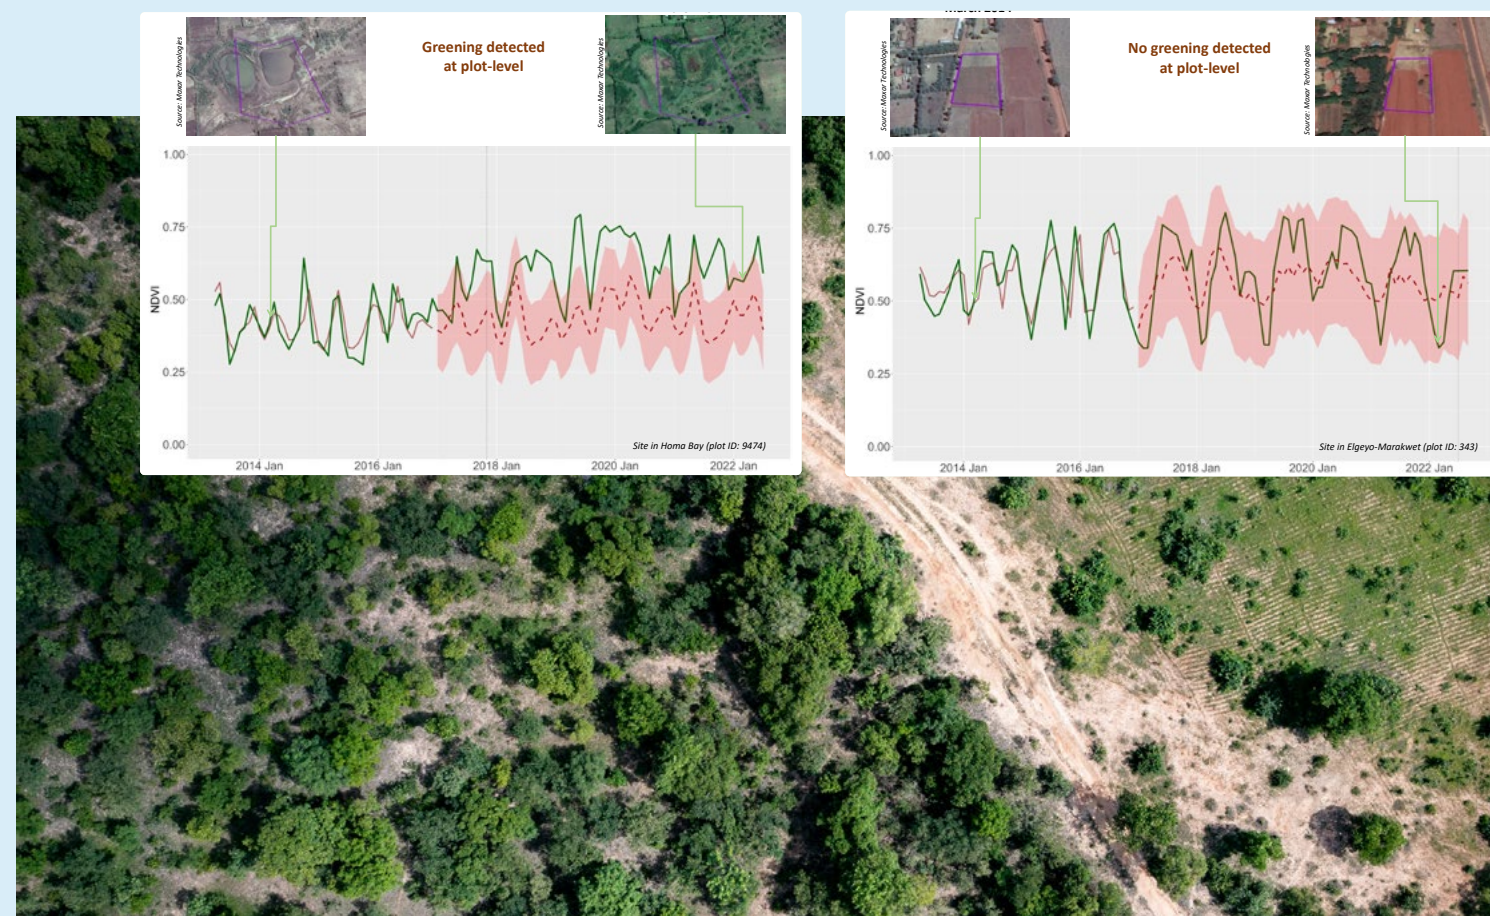 Source: Maxar Technologies
Greening detected
at plot-level
Source: Maxar Technologies
1.00
0.75
0.50
0.25
0.00
NDVI
2014 Jan
2016 Jan
2018 Jan
2020 Jan
2022 Jan
Site in Homa Bay (plot ID: 9474)
Source: Maxar Technologies
No greening detected
at plot-level
Source: Maxar Technologies
1.00
0.75
0.50
0.25
0.00
NDVI
2014 Jan
2016 Jan
2018 Jan
2020 Jan
2022 Jan
Site in Elgeyo-Marakwet (plot ID: 343)